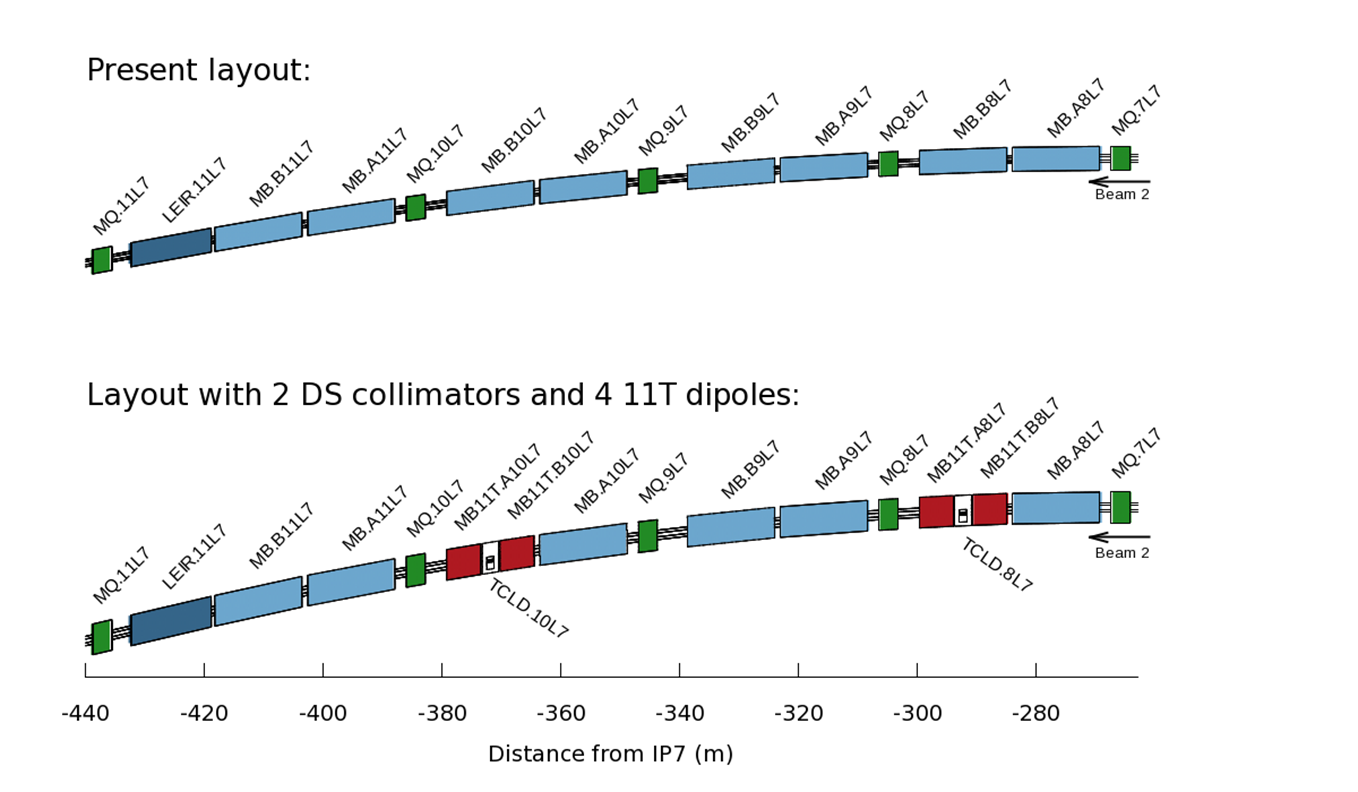 Present layout:
MQ.11L7
LEIR.11L7
MB.B11L7
MB.A11L7
MQ.10L7
MB.B10L7
MB.A10L7
MQ.9L7
MB.B9L7
MB.A9L7
MQ.8L7
MB.B8L7
MB.A8L7
MQ.7L7
Beam 2
Layout with 2 DS collimators and 4 11T dipoles:
MQ.11L7
LEIR.11L7
MB.B11L7
MB.A11L7
MQ.10L7
MB11T.A10L7
MB11T.B10L7
MB.A10L7
MQ.9L7
MB.B9L7
MB.A9L7
MQ.8L7
MB11T.A8L7
MB11T.B8L7
MB.A8L7
MQ.7L7
Beam 2
TCLD.10L7
TCLD.8L7
-440 -420 -400 -380 -360 -340 -320 -300 -280
Distance from IP7 (m)